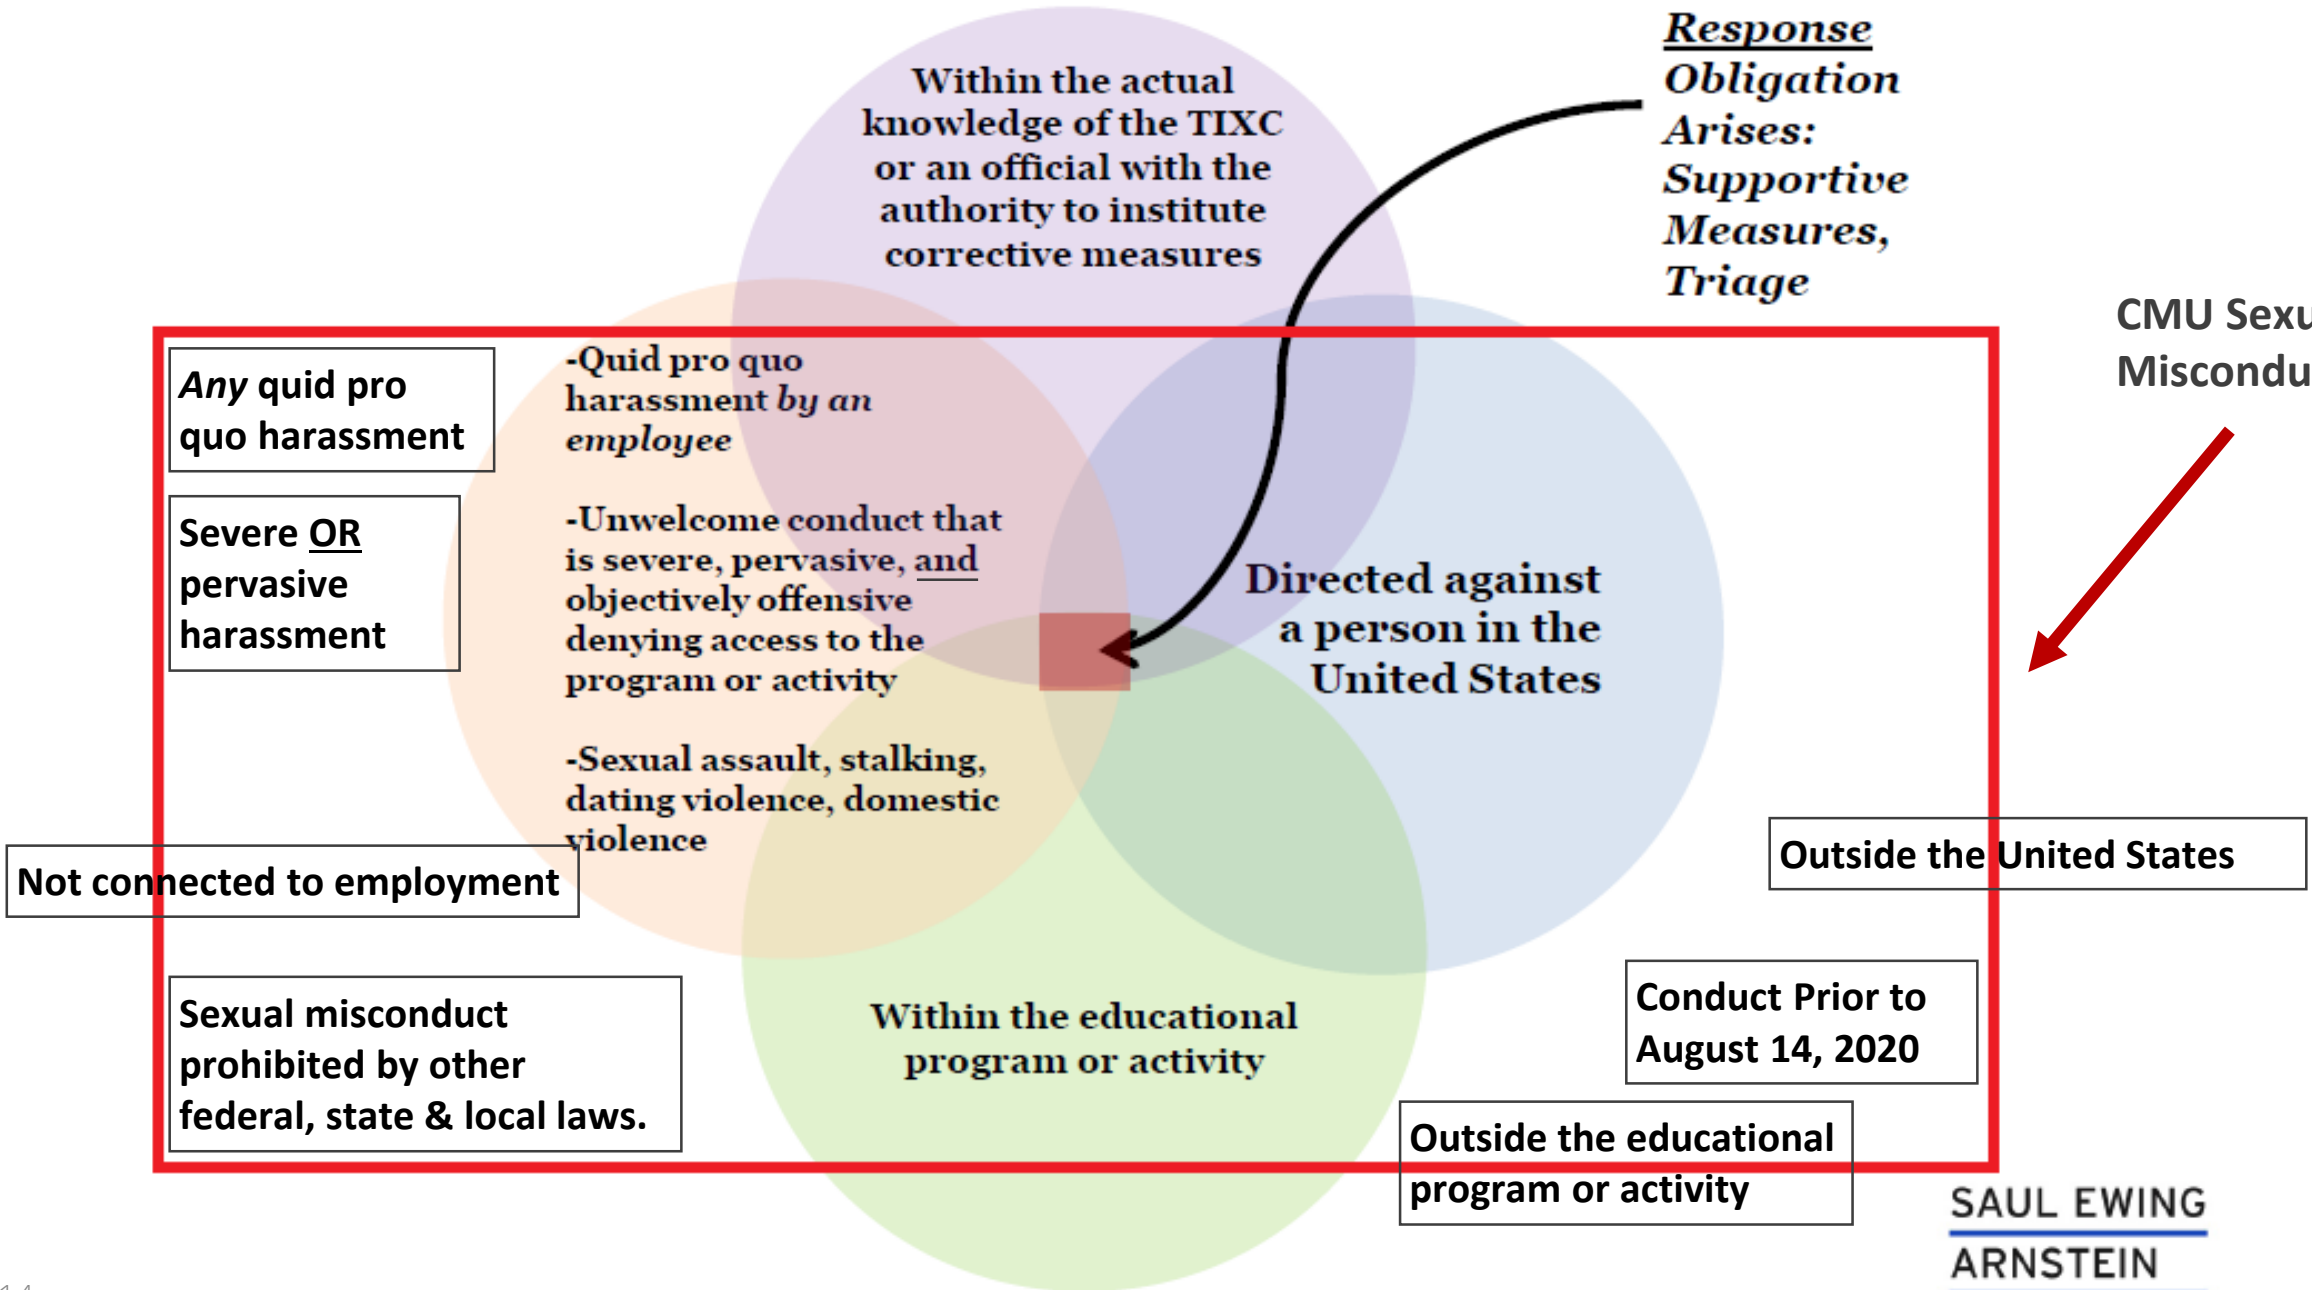 Within the actual
knowledge of the TIXC
or an official with the
authority to institute
corrective measures
Response
Obligation
Arises:
Supportive
Measures,
Triage
CMU
Any quid pro
quo harassment
Severe OR
pervasive
harassment
-Quid pro quo
harassment by an
employee
-Unwelcome conduct that
is severe, pervasive, and
objectively offensive
denying access to the
program or activity
-Sexual assault, stalking,
dating violence, domestic
violence
Directed against
a person in the
United States
Not connected to employment
Outside the United States
Sexual misconduct
prohibited by other
federal, state & local laws.
Within the educational
program or activity
Conduct Prior to
August 14, 2020
Outside the educational
program or activity
SAUL EWING
ARNSTEIN